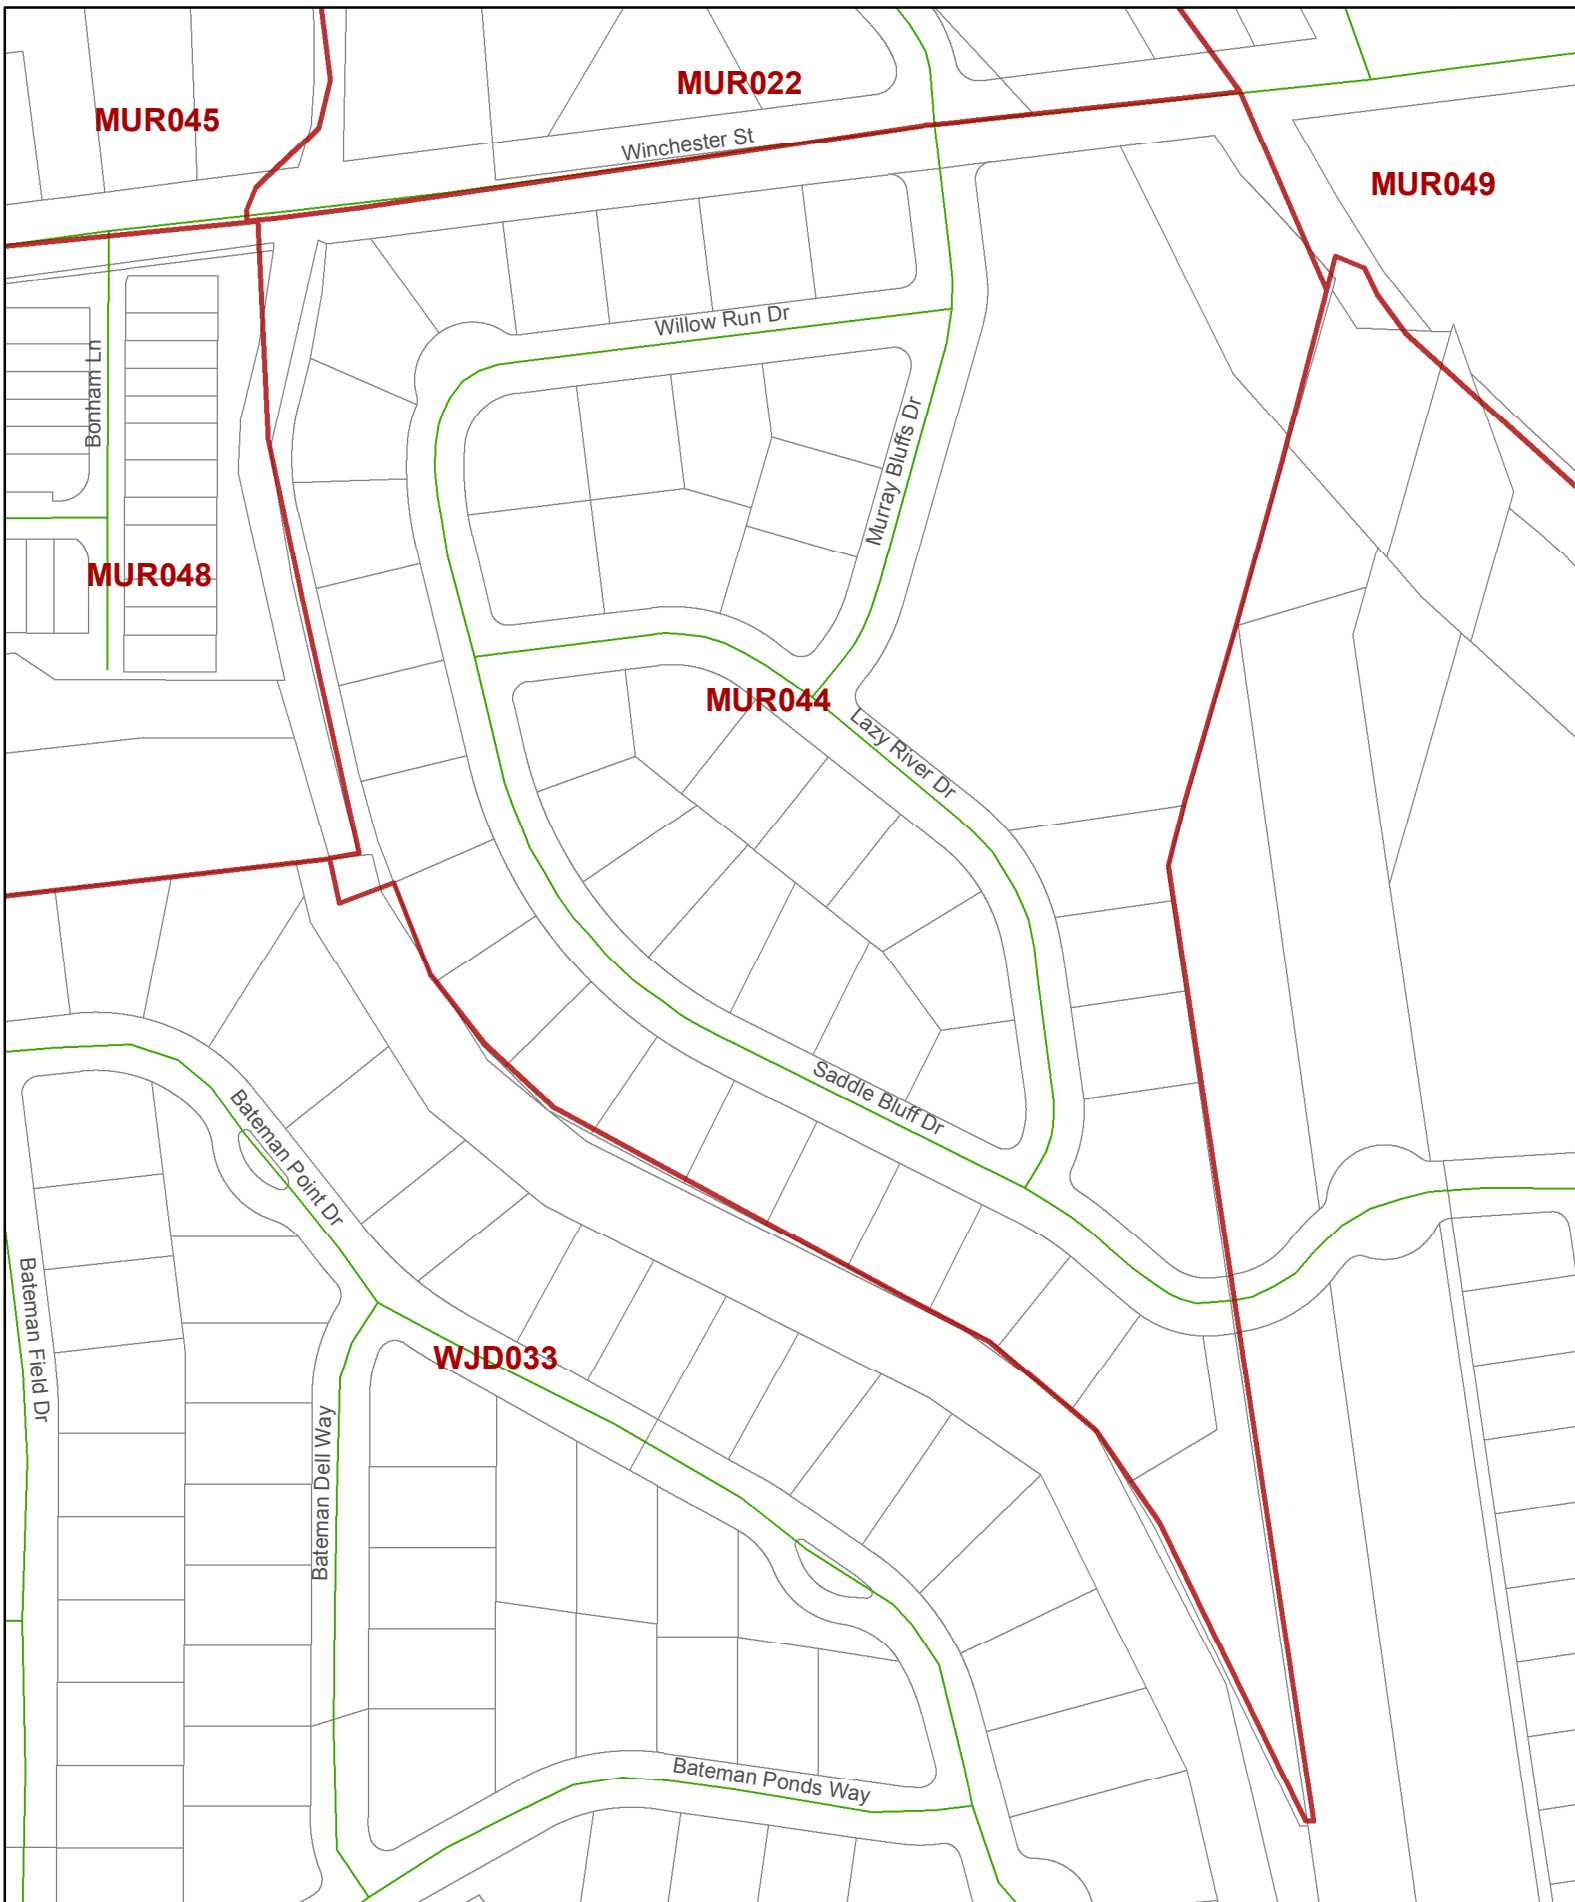 MUR022
MUR045
Winchester St
MUR049
Willow Run Dr
Bonham Ln
Murray Bluffs Dr
MUR048
MUR044
Lazy River Dr
Saddle Bluff Dr
Bateman Point Dr
Bateman Field Dr
WJD033
Bateman Dell Way
Bateman Ponds Way